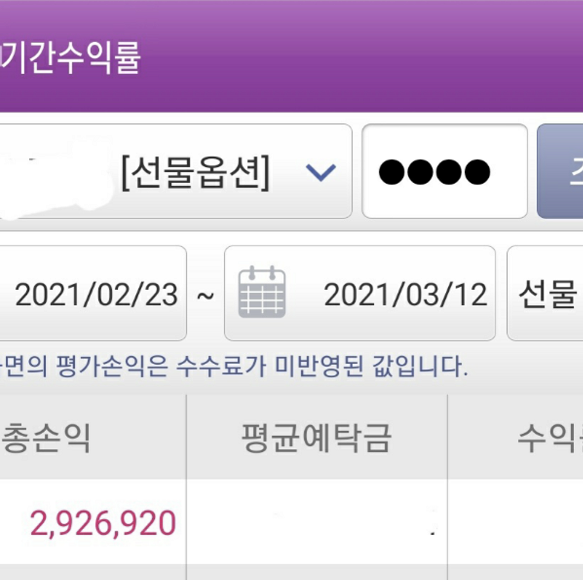 기간수익률
[선물옵션] ●●●●
2021/02/23 ~ 2021/03/12 선물
면의 평가손익은 수수료가 미반영된 값입니다.
총손익 평균예탁금 수익
2,926,920